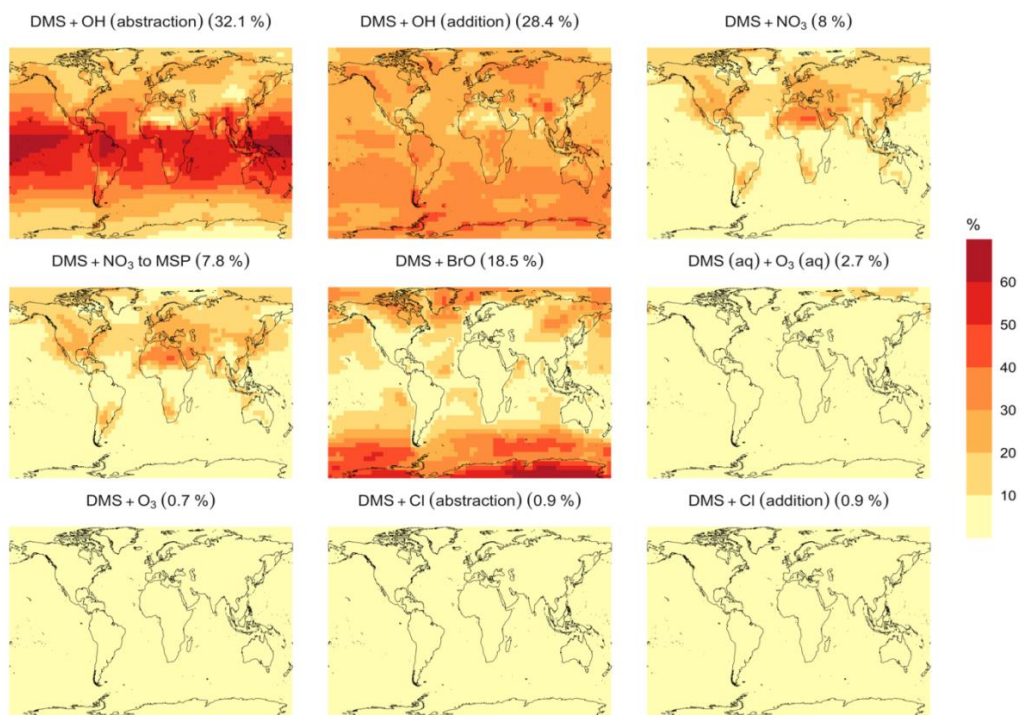 DMS + OH (abstraction) (32.1 %)
DMS + OH (addition) (28.4 %)
DMS + NO₃ (8 %)
DMS + NO₃ to MSP (7.8 %)
DMS + BrO (18.5 %)
DMS (aq) + O₃ (aq) (2.7 %)
DMS + O₃ (0.7 %)
DMS + Cl (abstraction) (0.9 %)
DMS + Cl (addition) (0.9 %)
%
60
50
40
30
20
10